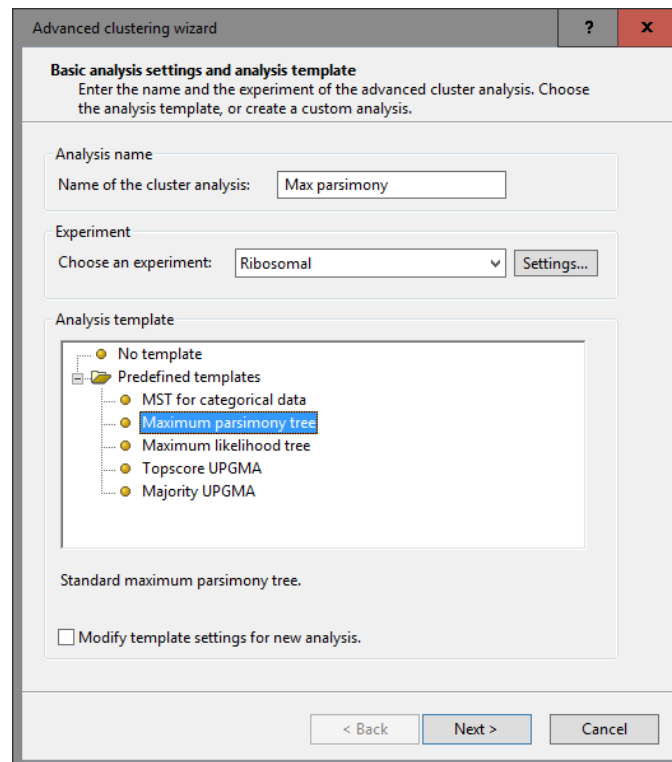 Advanced clustering wizard
?
x
Basic analysis settings and analysis template
Enter the name and the experiment of the advanced cluster analysis. Choose
the analysis template, or create a custom analysis.
Analysis name
Name of the cluster analysis:
Max parsimony
Experiment
Choose an experiment:
Ribosomal
Settings...
Analysis template
No template
Predefined templates
MST for categorical data
Maximum parsimony tree
Maximum likelihood tree
Topscore UPGMA
Majority UPGMA
Standard maximum parsimony tree.
Modify template settings for new analysis.
< Back
Next >
Cancel